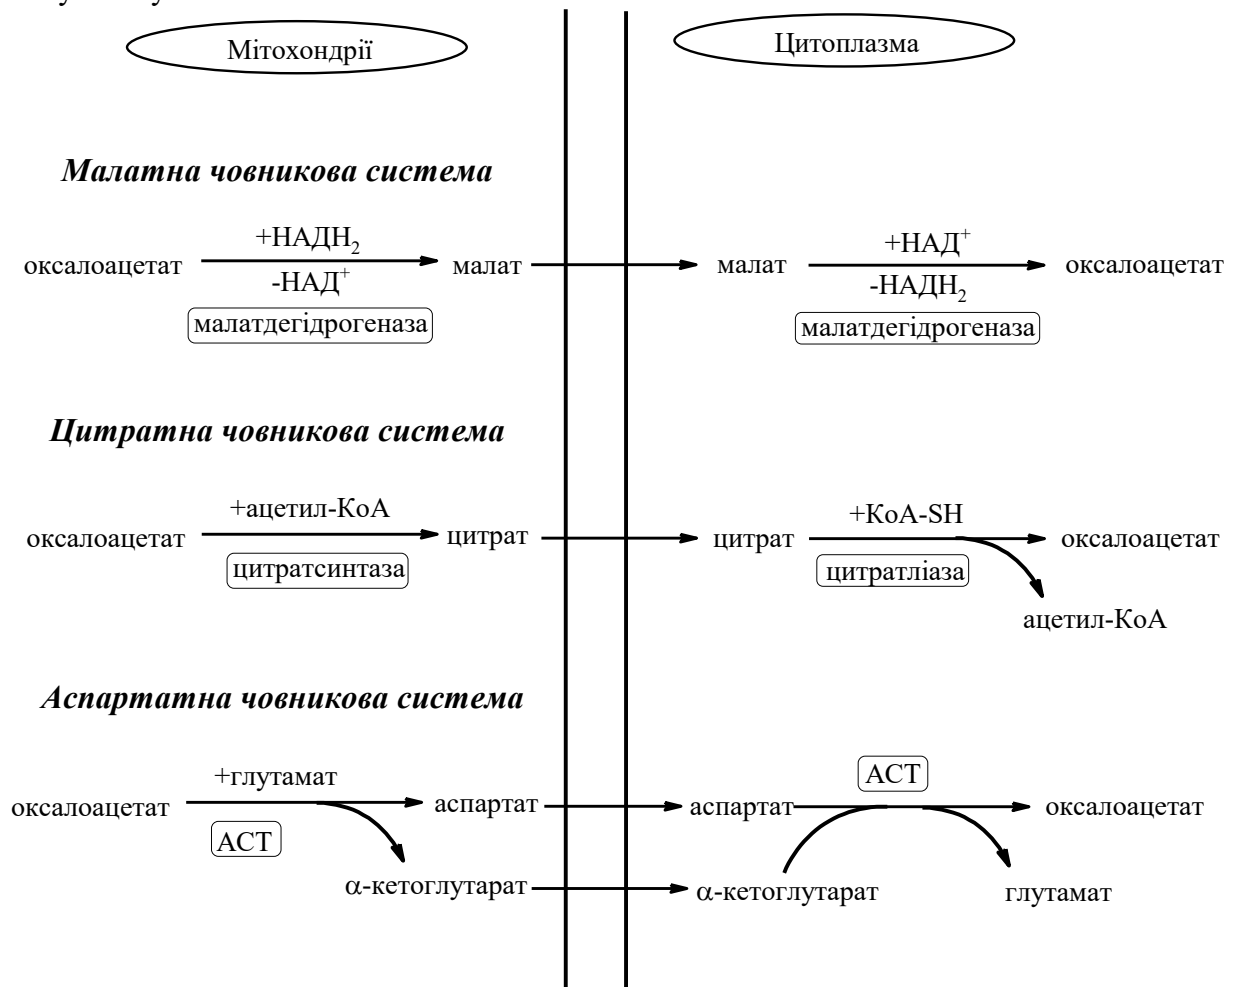 Мітохондрії
Цитоплазма
Малатна човникова система
оксалоацетат
+НАДН2
-НАД+
малатдегідрогеназа
малат
малат
+НАД+
-НАДН2
малатдегідрогеназа
оксалоацетат
Цитратна човникова система
оксалоацетат
+ацетил-КоА
цитратсинтаза
цитрат
цитрат
+КоА-SH
цитратліаза
оксалоацетат
ацетил-КоА
Аспартатна човникова система
оксалоацетат
+глутамат
АСТ
аспартат
α-кетоглутарат
аспартат
АСТ
оксалоацетат
α-кетоглутарат
глутамат